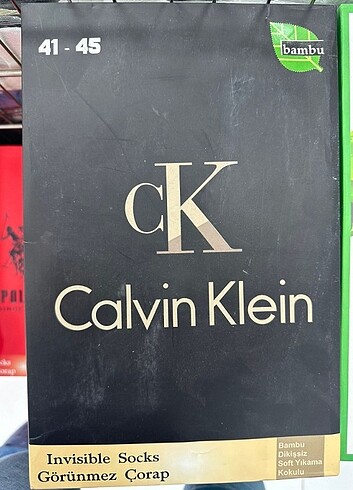 41 - 45
bambu
CK
Calvin Klein
Invisible Socks
Görünmez Çorap
Bambu
Dikişsiz
Soft Yıkama
Kokulu